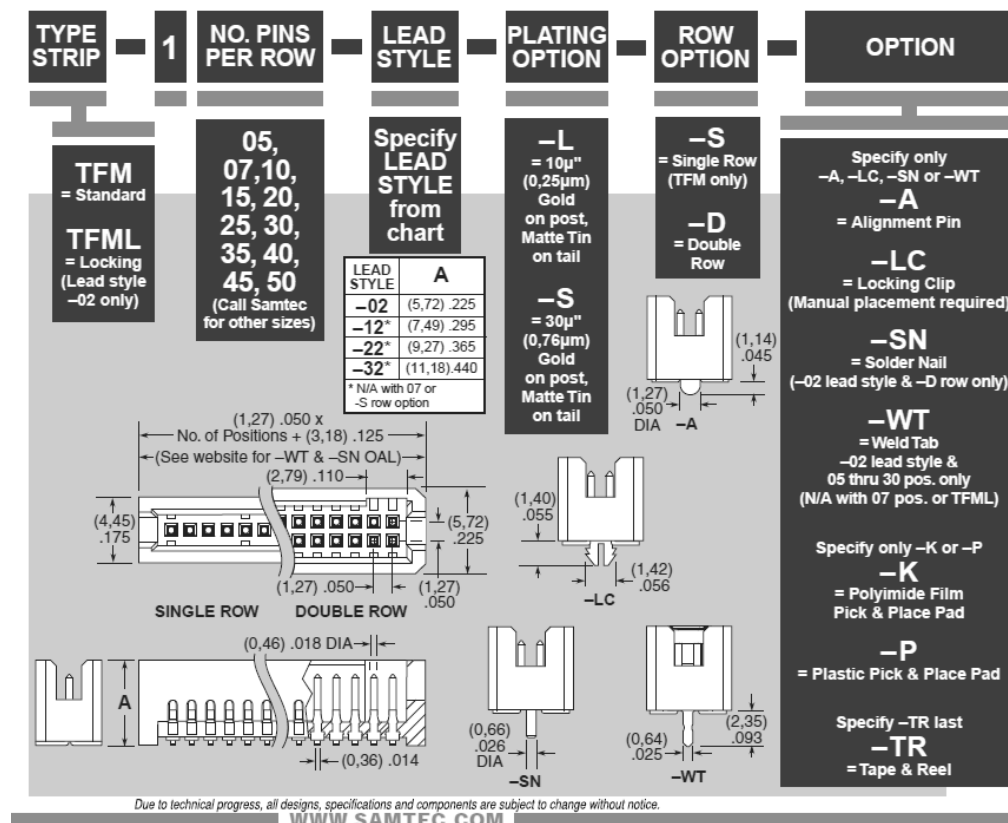 TYPE STRIP
1
NO. PINS PER ROW
LEAD STYLE
PLATING OPTION
ROW OPTION
OPTION
TFM
= Standard
TFML
= Locking
(Lead style
–02 only)
05,
07,10,
15, 20,
25, 30,
35, 40,
45, 50
(Call Samtec
for other sizes)
Specify
LEAD
STYLE
from
chart
LEAD STYLE A
–02 (5,72) .225
–12* (7,49) .295
–22* (9,27) .365
–32* (11,18).440
* N/A with 07 or
-S row option
–L
= 10µ"
(0,25µm)
Gold
on post,
Matte Tin
on tail
–S
= 30µ"
(0,76µm)
Gold
on post,
Matte Tin
on tail
–S
= Single Row
(TFM only)
–D
= Double
Row
Specify only
–A, –LC, –SN or –WT
–A
= Alignment Pin
–LC
= Locking Clip
(Manual placement required)
–SN
= Solder Nail
(–02 lead style & –D row only)
–WT
= Weld Tab
–02 lead style &
05 thru 30 pos. only
(N/A with 07 pos. or TFML)
Specify only –K or –P
–K
= Polyimide Film
Pick & Place Pad
–P
= Plastic Pick & Place Pad
Specify –TR last
–TR
= Tape & Reel
(1,14)
.045
(1,27)
.050
DIA
–A
(1,27) .050 x
No. of Positions + (3,18) .125
(See website for –WT & –SN OAL)
(2,79) .110
(4,45)
.175
(5,72)
.225
(1,27) .050
(1,27)
.050
SINGLE ROW
DOUBLE ROW
(1,40)
.055
(1,42)
.056
–LC
(0,46) .018 DIA
A
(0,36) .014
(0,66)
.026
DIA
–SN
(0,64)
.025
(2,35)
.093
–WT
Due to technical progress, all designs, specifications and components are subject to change without notice.
WWW.SAMTEC.COM